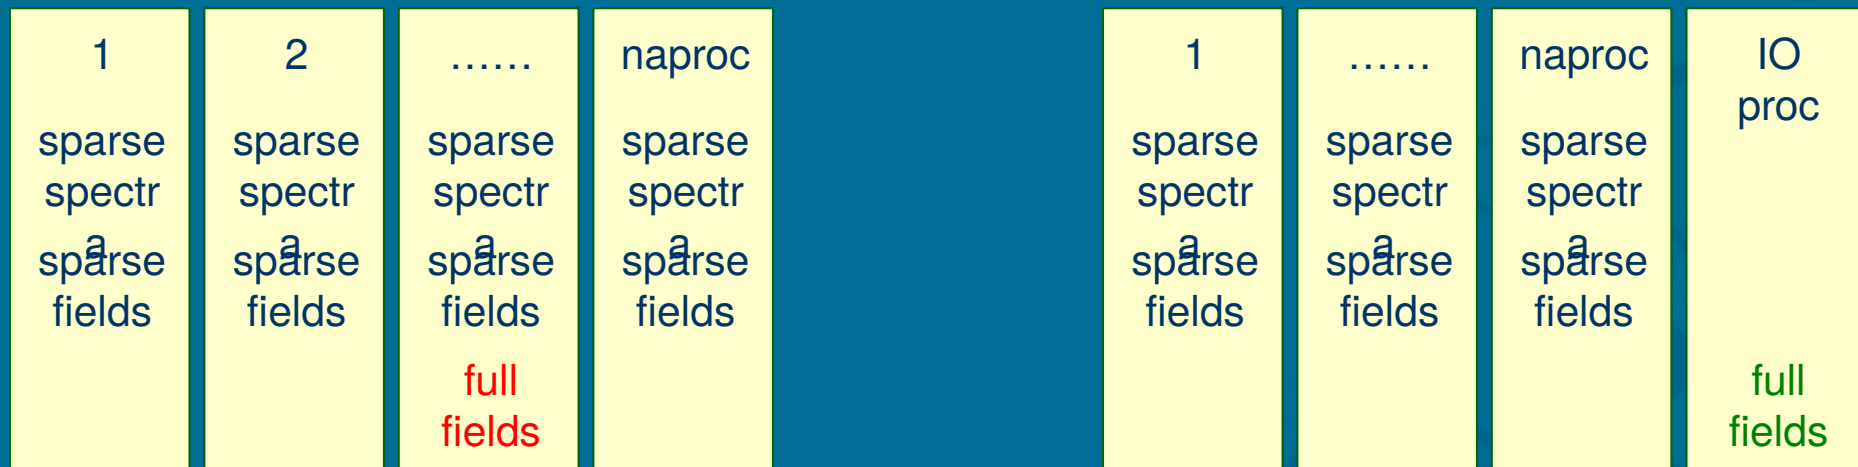 1
sparse
spectr
a
sparse
fields
2
sparse
spectr
a
sparse
fields
......
sparse
spectr
a
sparse
fields
full
fields
naproc
sparse
spectr
a
sparse
fields
1
sparse
spectr
a
sparse
fields
......
sparse
spectr
a
sparse
fields
naproc
sparse
spectr
a
sparse
fields
IO
proc
full
fields